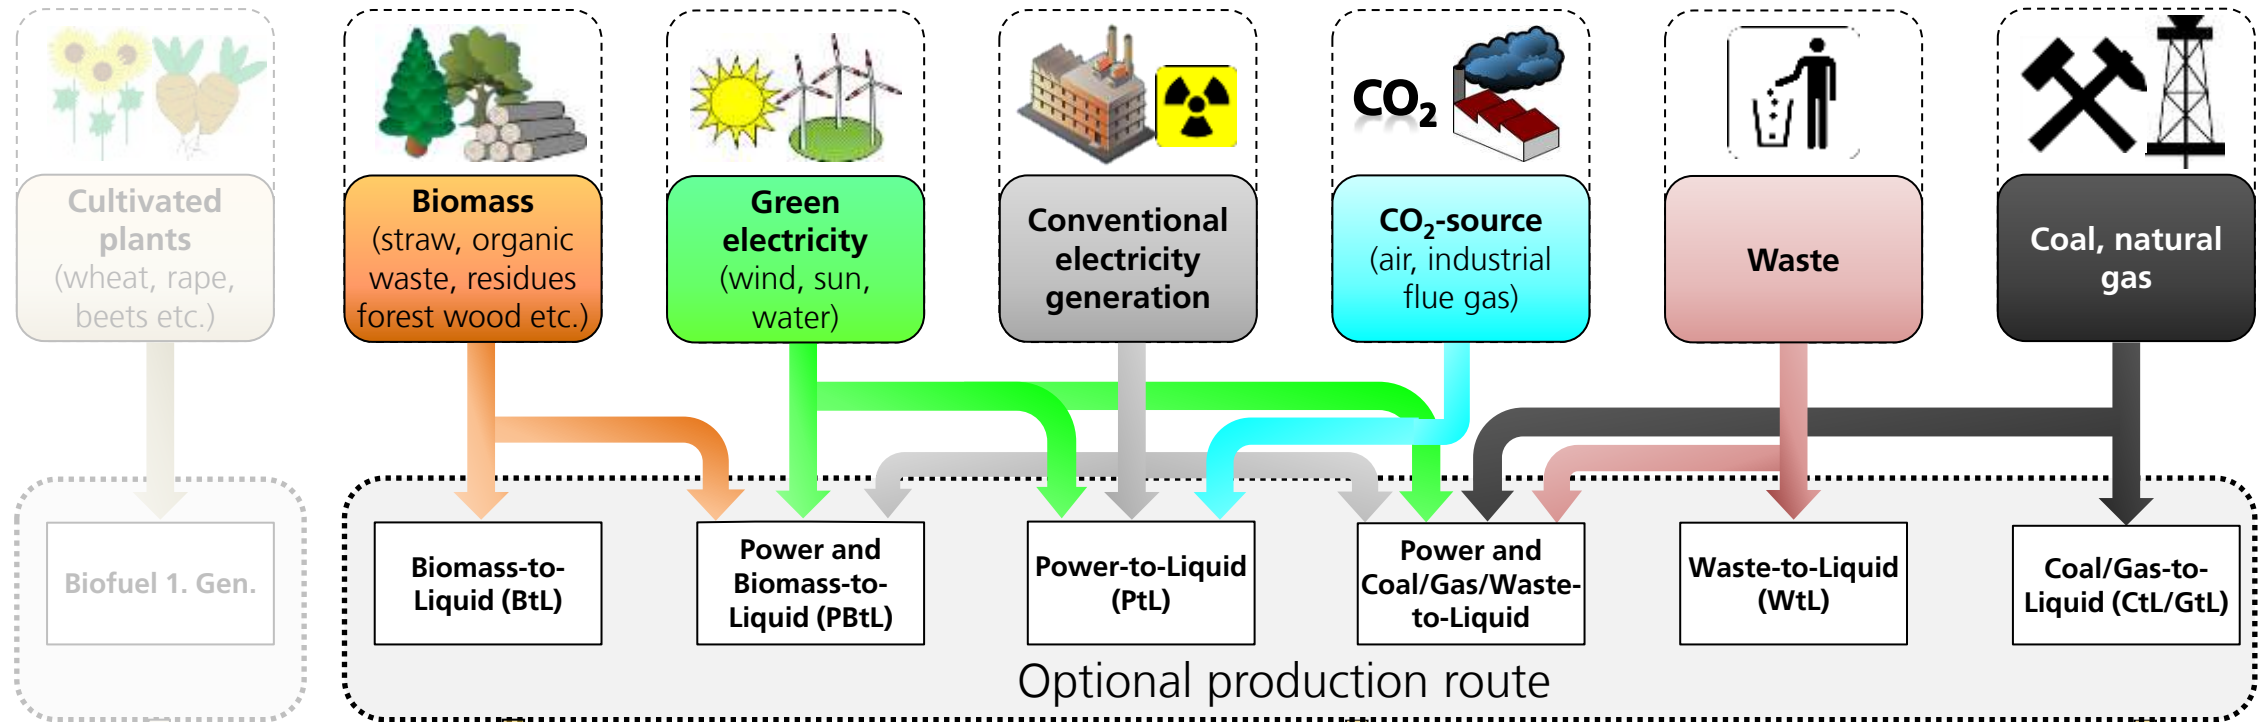 CO₂
Cultivated
plants
(wheat, rape,
beets etc.)
Biomass
(straw, organic
waste, residues
forest wood etc.)
Green
electricity
(wind, sun,
water)
Conventional
electricity
generation
CO₂-source
(air, industrial
flue gas)
Waste
Coal, natural
gas
Biofuel 1. Gen.
Biomass-to-
Liquid (BtL)
Power and
Biomass-to-
Liquid (PBtL)
Power-to-Liquid
(PtL)
Power and
Coal/Gas/Waste-
to-Liquid
Waste-to-Liquid
(WtL)
Coal/Gas-to-
Liquid (CtL/GtL)
Optional production route